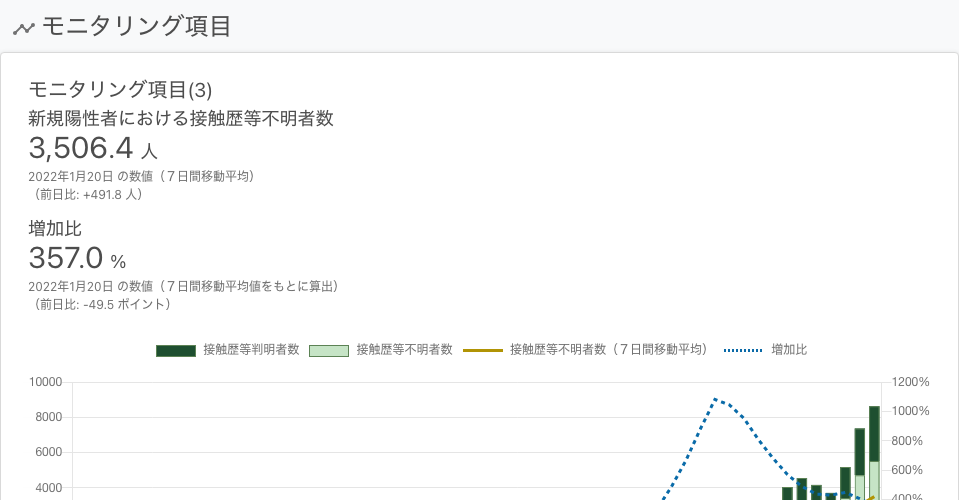 モニタリング項目
モニタリング項目(3)
新規陽性者における接触歴等不明者数
3,506.4 人
2022年1月20日 の数値（７日間移動平均）
（前日比: +491.8 人）
増加比
357.0 %
2022年1月20日 の数値（７日間移動平均値をもとに算出）
（前日比: -49.5 ポイント）
接触歴等判明者数 接触歴等不明者数 接触歴等不明者数（７日間移動平均） 増加比
10000 1200%
1000%
8000
800%
6000
600%
4000
400%